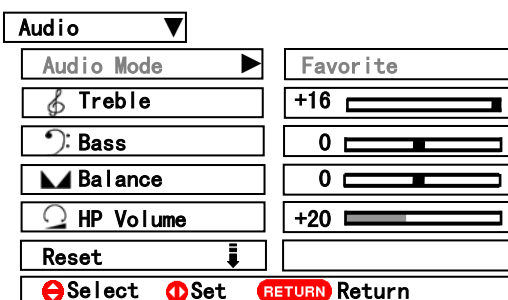 Audio
Audio Mode Favorite
Treble +16
Bass 0
Balance 0
HP Volume +20
Reset
Select Set RETURN Return